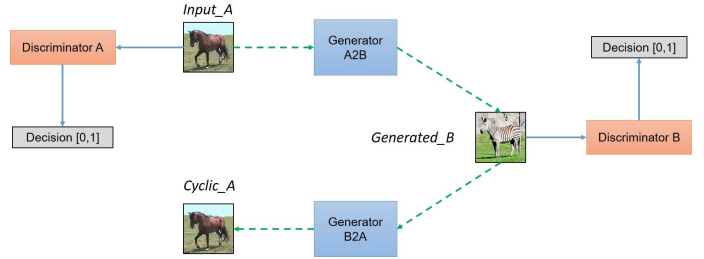 Input_A
Discriminator A
Generator
A2B
Decision [0,1]
Decision [0,1]
Generated_B
Discriminator B
Cyclic_A
Generator
B2A